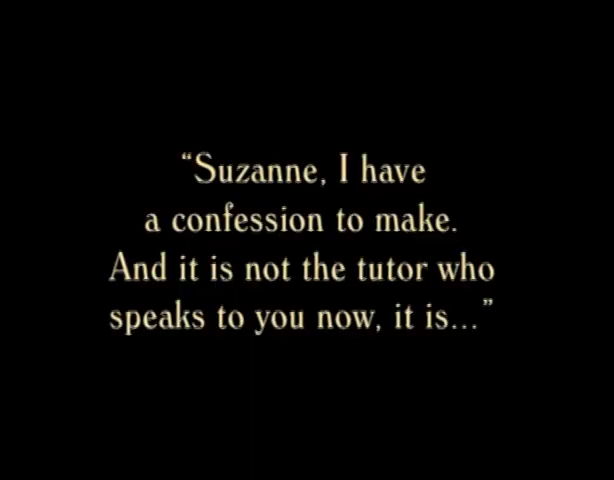 “Suzanne, I have
a confession to make.
And it is not the tutor who
speaks to you now, it is...”